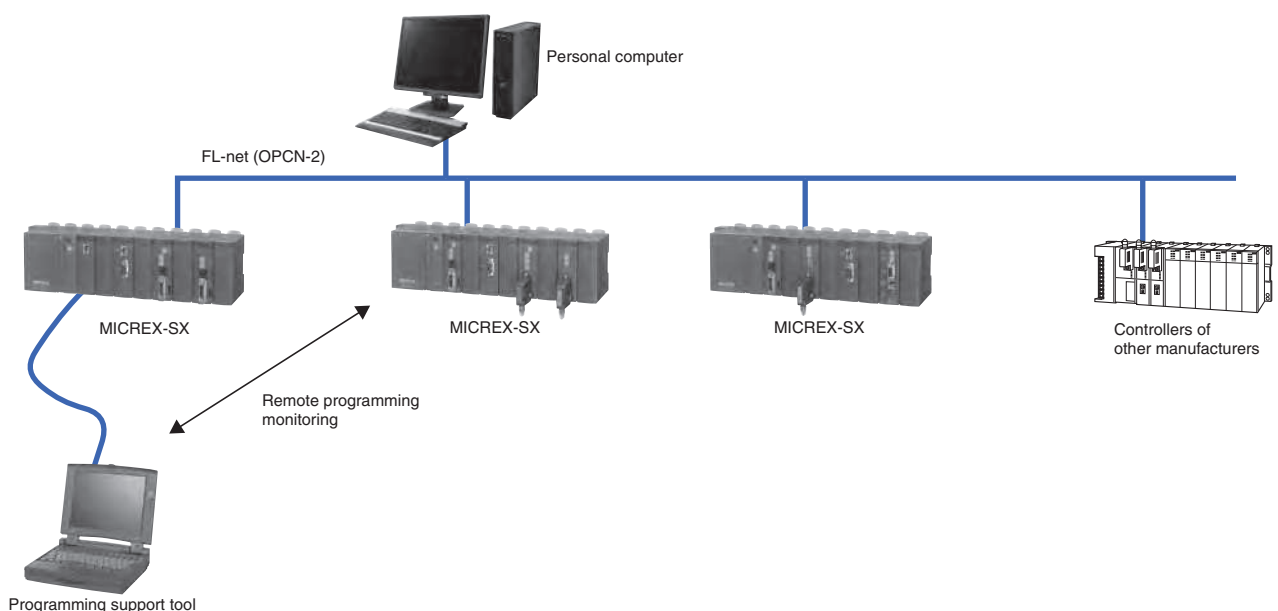 Personal computer
FL-net (OPCN-2)
MICREX-SX
MICREX-SX
MICREX-SX
Controllers of
other manufacturers
Remote programming
monitoring
Programming support tool